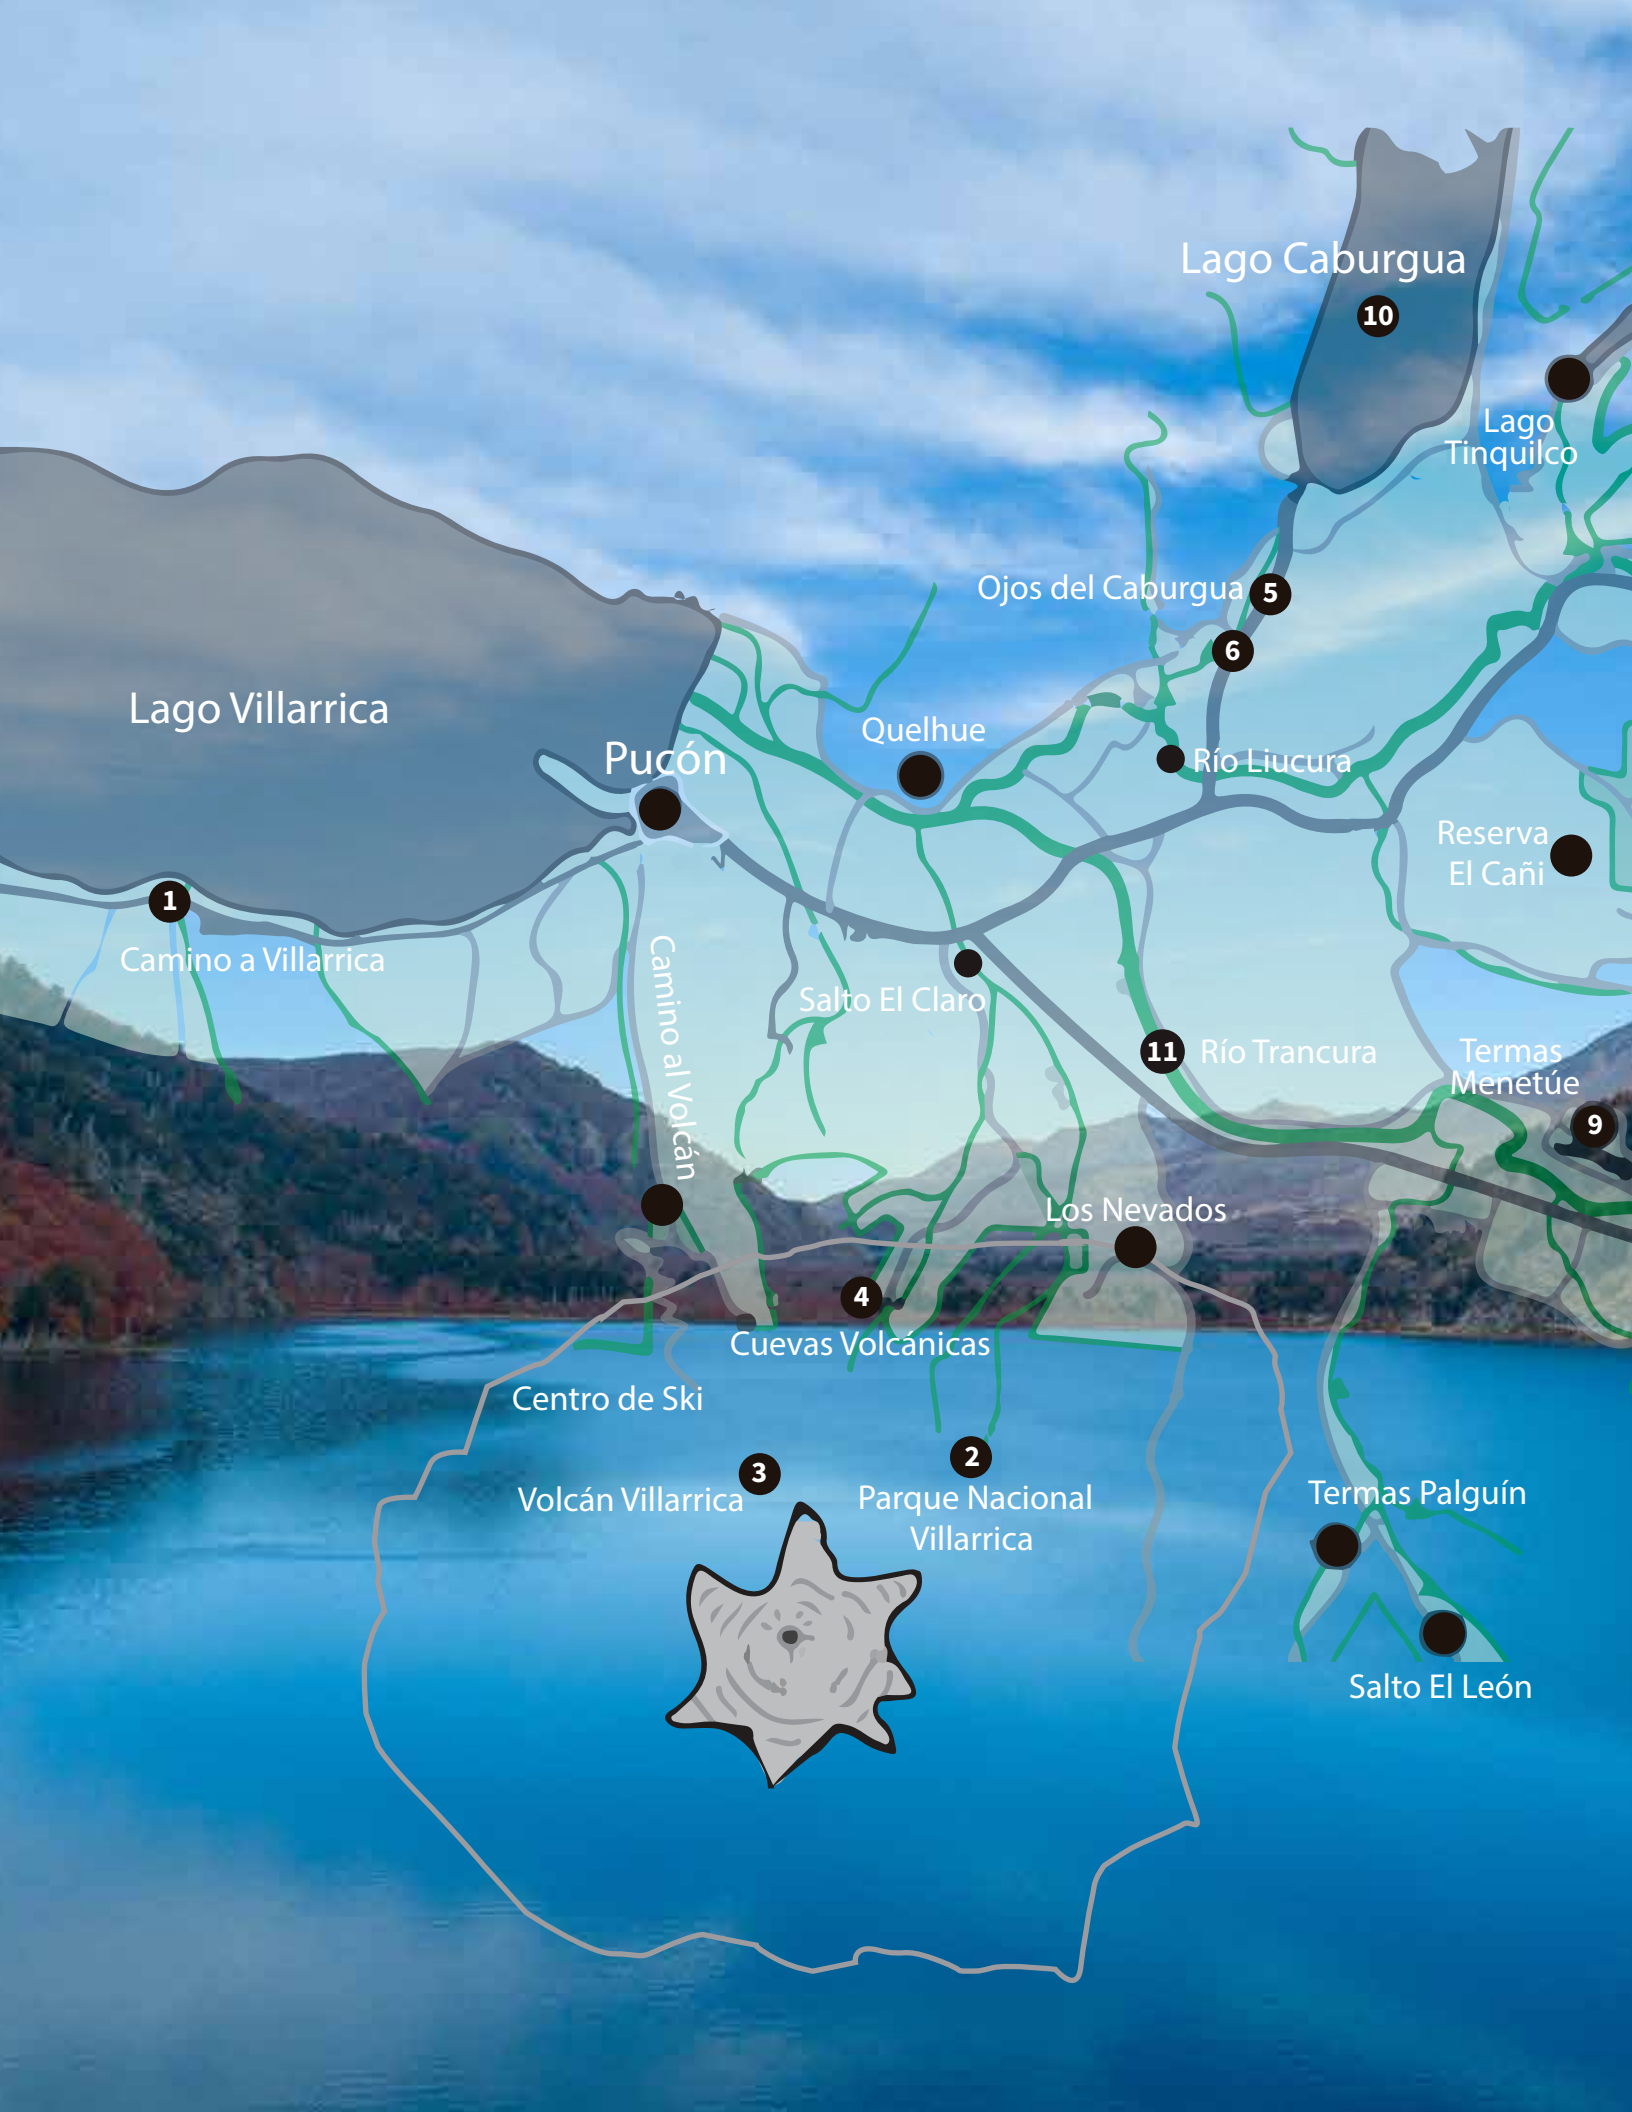 Lago Caburgua
10
Lago
Tinquilco
Ojos del Caburgua
5
6
Lago Villarrica
Quelhue
Pucón
Río Liucura
Reserva
El Cañi
1
Camino a Villarrica
Camino al Volcán
Salto El Claro
11
Río Trancura
Termas
Menetúe
9
Los Nevados
4
Cuevas Volcánicas
Centro de Ski
3
Volcán Villarrica
2
Parque Nacional
Villarrica
Termas Palguín
Salto El León